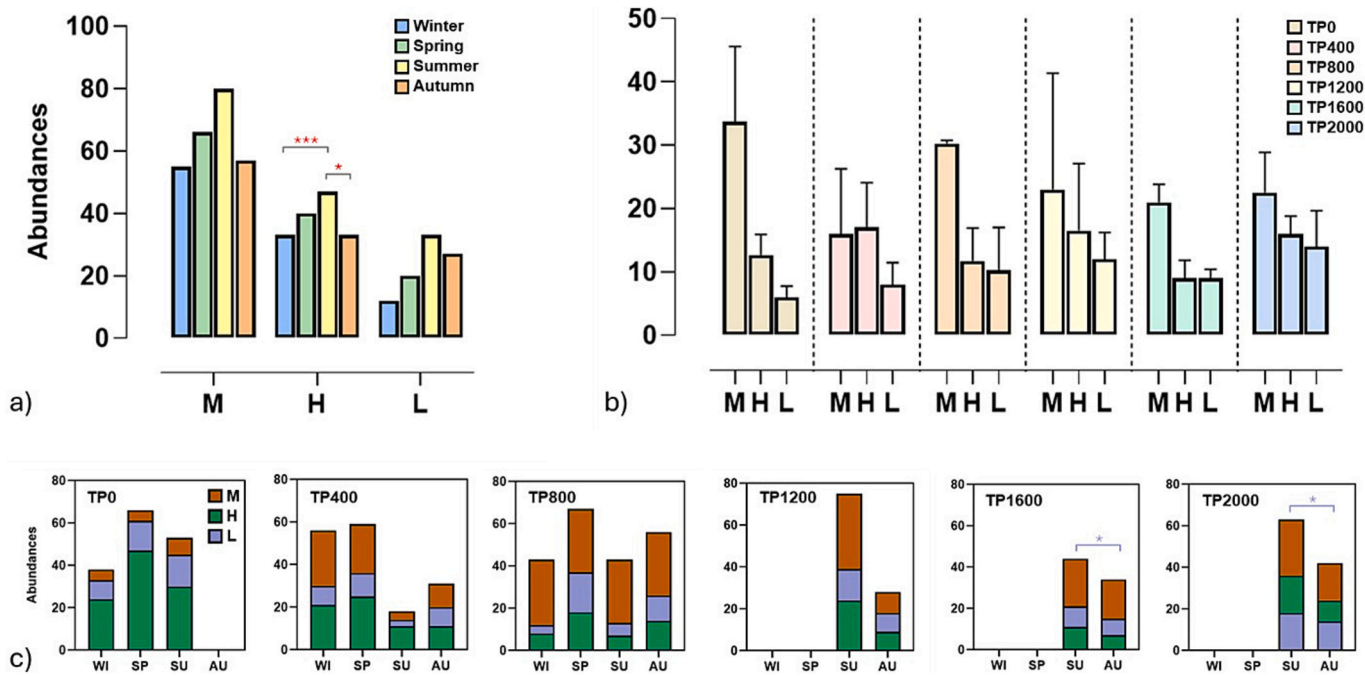 Abundances
100
80
60
40
20
0
Winter
Spring
Summer
Autumn
***
*
M H L
a)
50
40
30
20
10
0
TP0
TP400
TP800
TP1200
TP1600
TP2000
M H L M H L M H L M H L M H L M H L
b)
Abundances
80
60
40
20
0
TP0
M
H
L
WI SP SU AU
80
60
40
20
0
TP400
WI SP SU AU
80
60
40
20
0
TP800
WI SP SU AU
80
60
40
20
0
TP1200
WI SP SU AU
80
60
40
20
0
TP1600
*
WI SP SU AU
80
60
40
20
0
TP2000
*
WI SP SU AU
c)